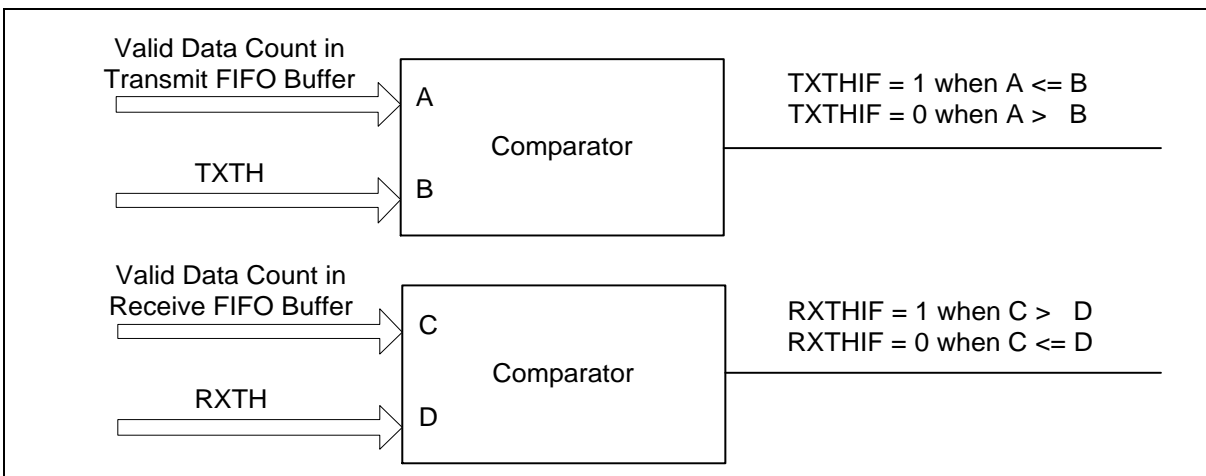 Valid Data Count in
Transmit FIFO Buffer
A
TXTH
B
Comparator
TXTHIF = 1 when A <= B
TXTHIF = 0 when A > B
Valid Data Count in
Receive FIFO Buffer
C
RXTH
D
Comparator
RXTHIF = 1 when C > D
RXTHIF = 0 when C <= D